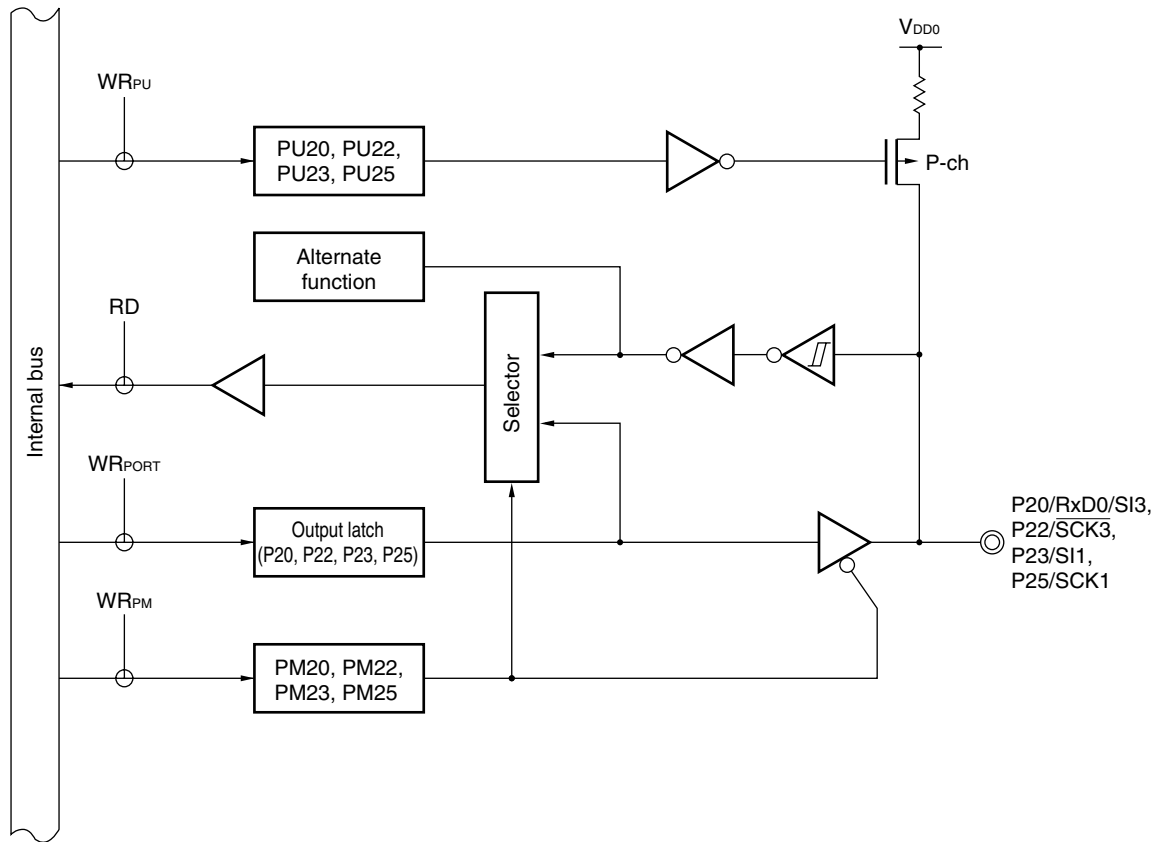 VDD0
WRPU
PU20, PU22,
PU23, PU25
P-ch
Alternate
function
RD
Selector
Internal bus
WRPORT
Output latch
(P20, P22, P23, P25)
P20/RxD0/SI3,
P22/S̅C̅K̅3̅,
P23/SI1,
P25/SCK1
WRPM
PM20, PM22,
PM23, PM25